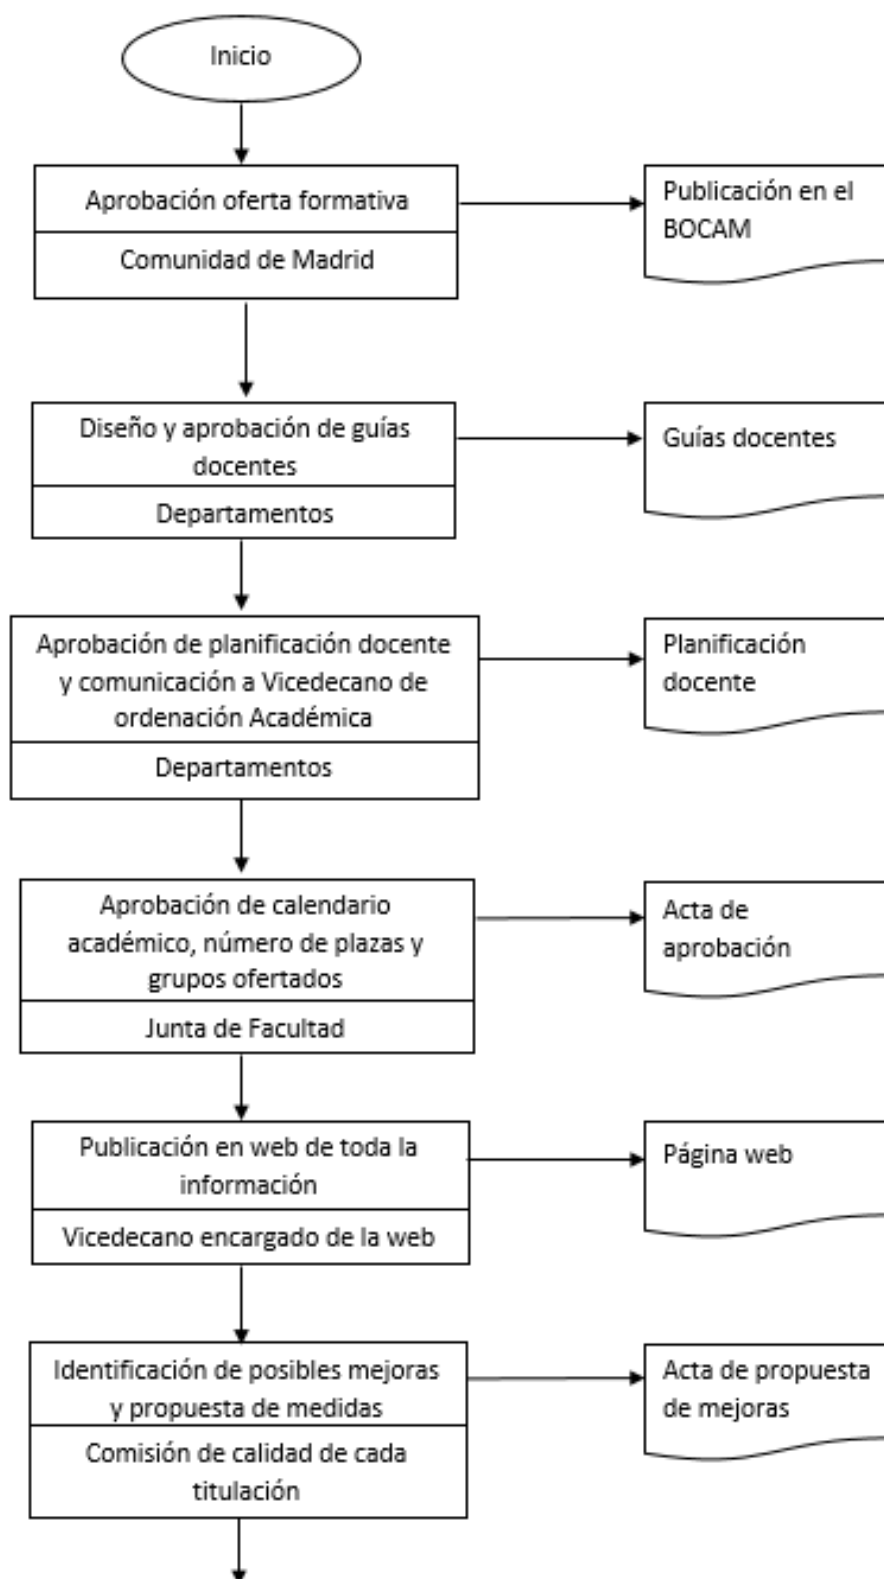 Inicio
Aprobación oferta formativa
Comunidad de Madrid
Publicación en el
BOCAM
Diseño y aprobación de guías
docentes
Departamentos
Guías docentes
Aprobación de planificación docente
y comunicación a Vicedecano de
ordenación Académica
Departamentos
Planificación
docente
Aprobación de calendario
académico, número de plazas y
grupos ofertados
Junta de Facultad
Acta de
aprobación
Publicación en web de toda la
información
Vicedecano encargado de la web
Página web
Identificación de posibles mejoras
y propuesta de medidas
Comisión de calidad de cada
titulación
Acta de propuesta
de mejoras